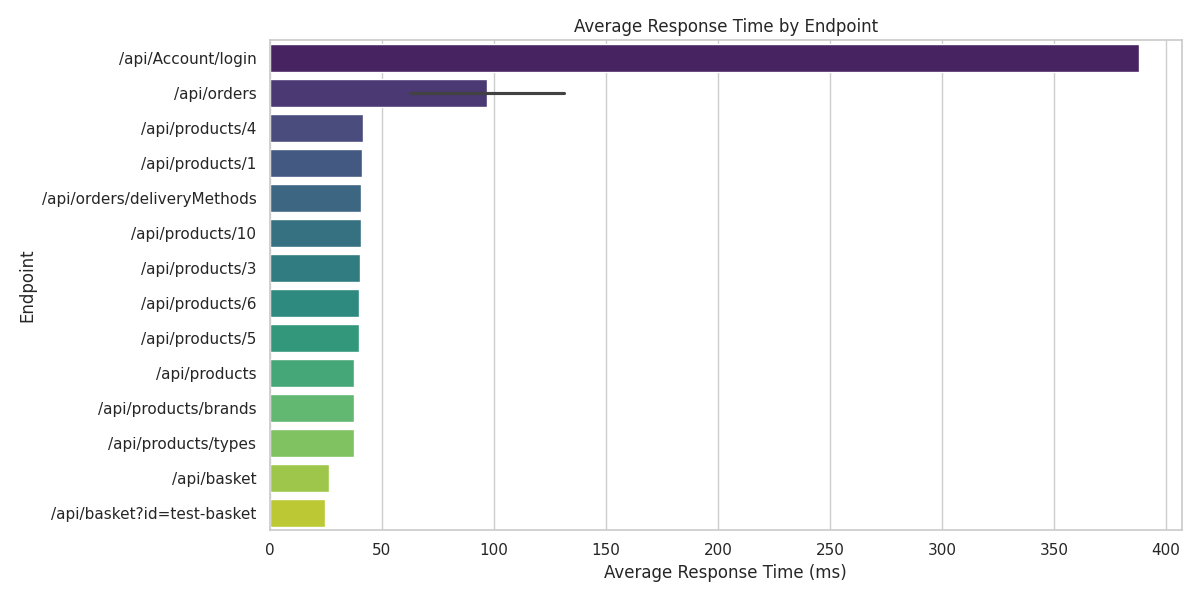 Average Response Time by Endpoint
/api/Account/login
/api/orders
/api/products/4
/api/products/1
/api/orders/deliveryMethods
/api/products/10
/api/products/3
/api/products/6
/api/products/5
/api/products
/api/products/brands
/api/products/types
/api/basket
/api/basket?id=test-basket
Endpoint
0 50 100 150 200 250 300 350 400
Average Response Time (ms)